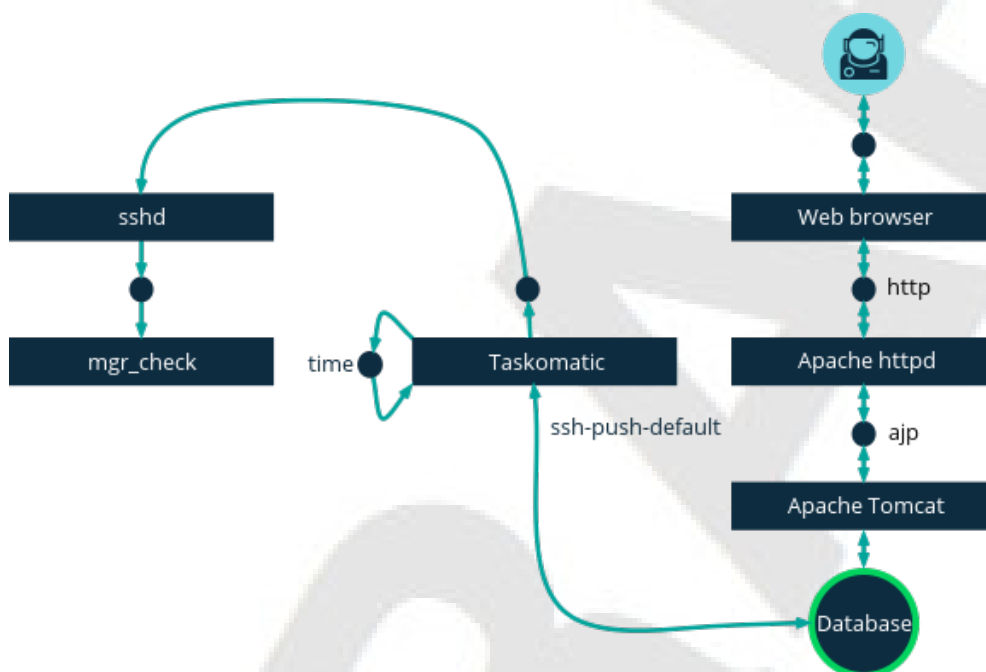 sshd
Web browser
http
mgr_check
time
Taskomatic
Apache httpd
ssh-push-default
ajp
Apache Tomcat
Database